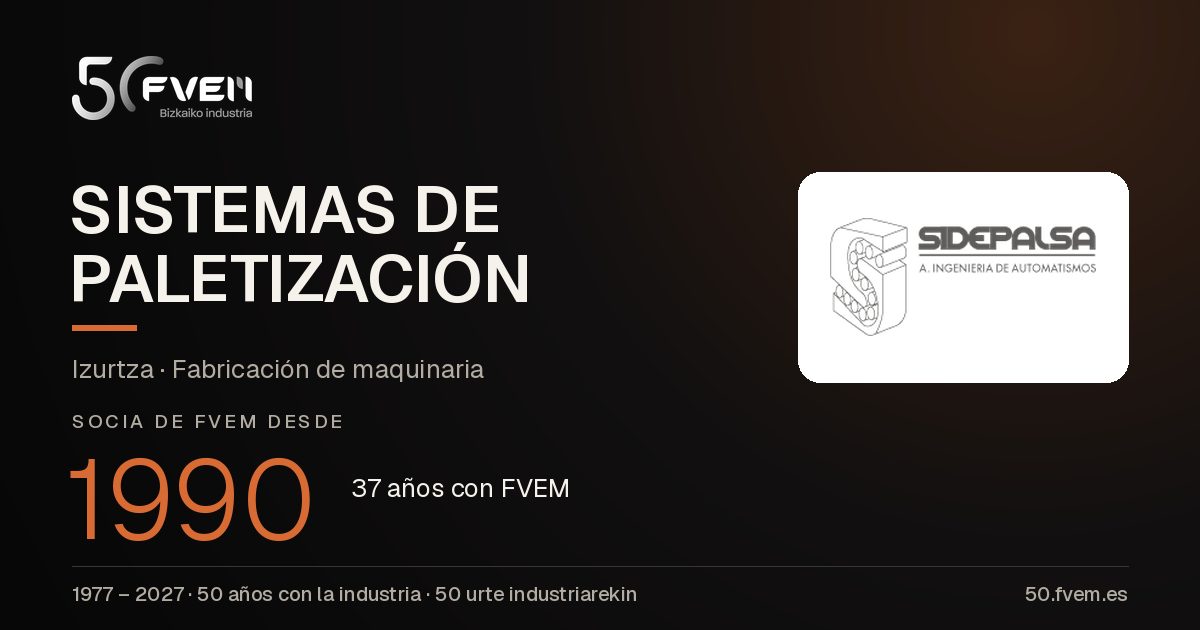 50 FVEM
Bizkaiko industria
SISTEMAS DE
PALETIZACIÓN
SIDEPALSA
A. INGENIERIA DE AUTOMATISMOS
Izurtza · Fabricación de maquinaria
SOCIA DE FVEM DESDE
1990
37 años con FVEM
1977 – 2027 · 50 años con la industria · 50 urte industriarekin
50.fvem.es